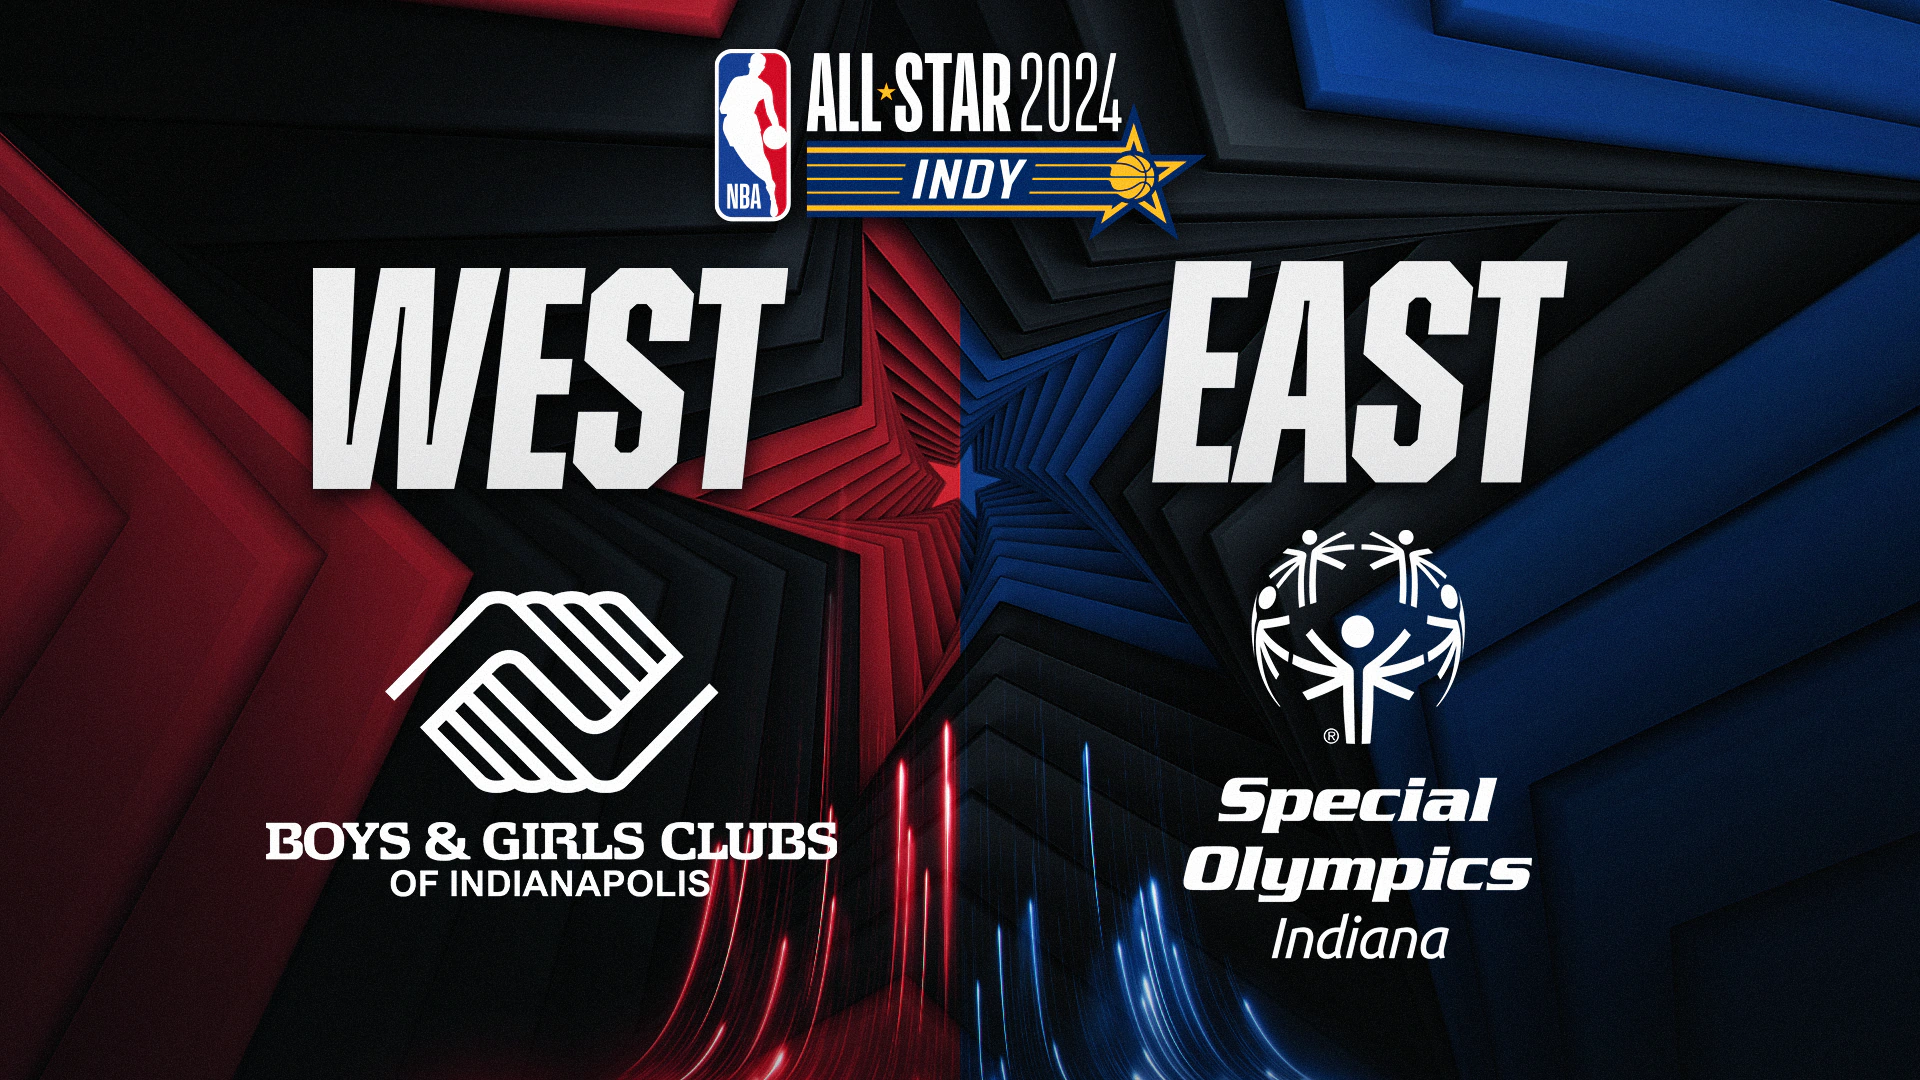 NBA
ALL★STAR 2024
INDY
WEST
EAST
BOYS & GIRLS CLUBS
OF INDIANAPOLIS
®
Special
Olympics
Indiana